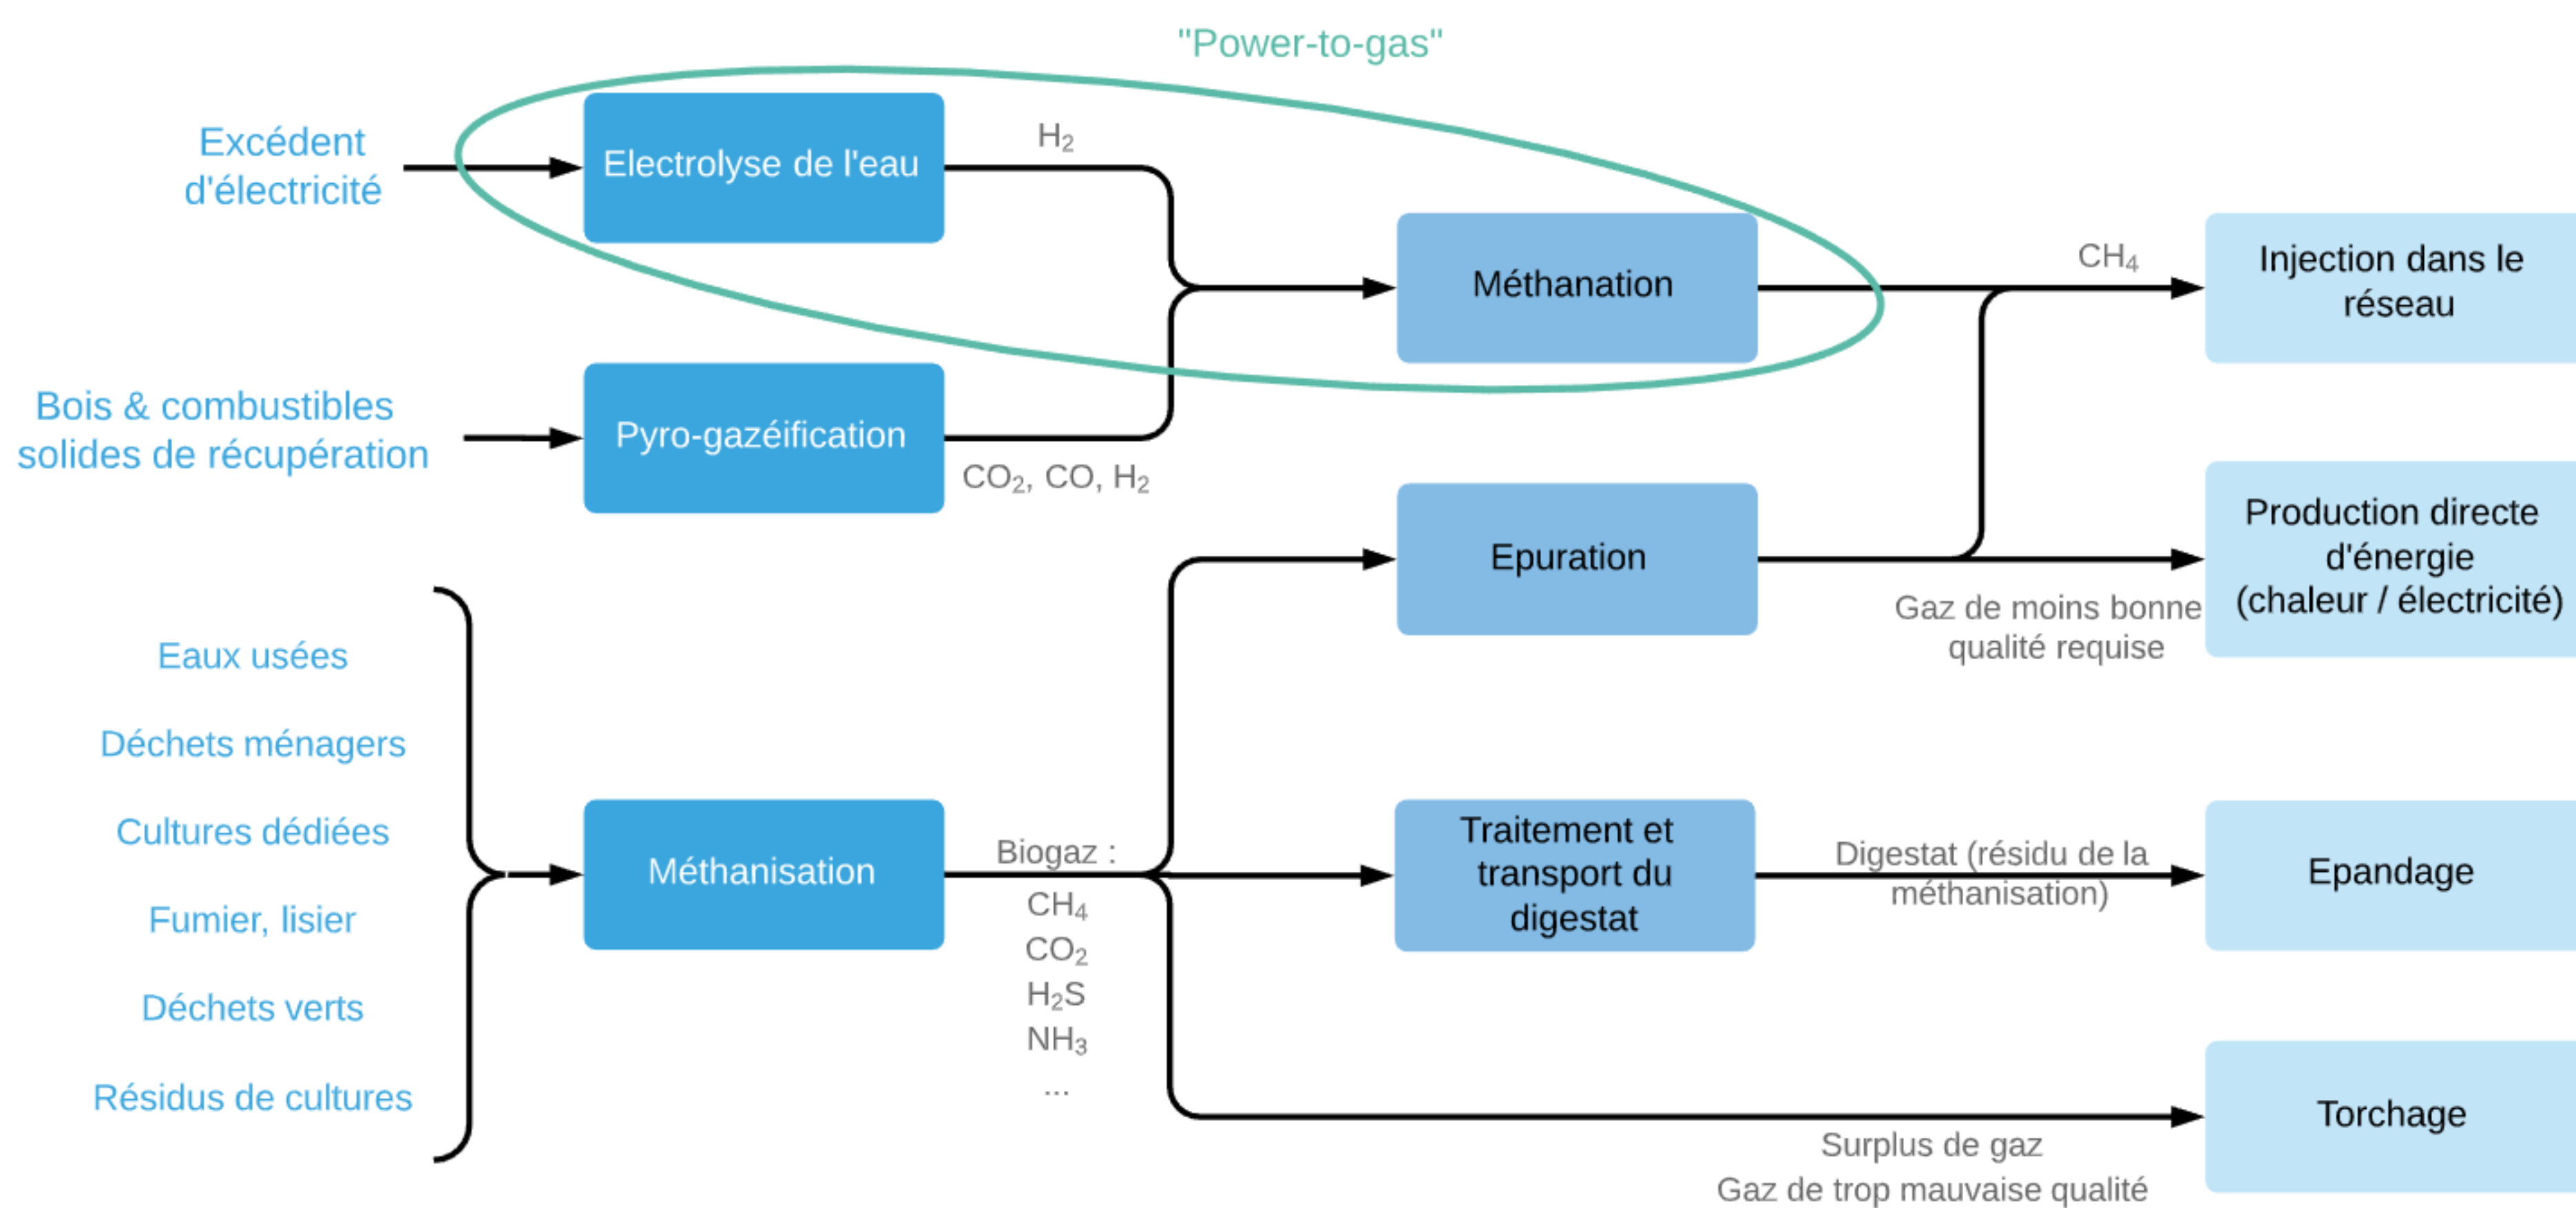 "Power-to-gas"
Excédent
d'électricité
Electrolyse de l'eau
H₂
Méthanation
CH₄
Injection dans le
réseau
Bois & combustibles
solides de récupération
Pyro-gazéification
CO₂, CO, H₂
Epuration
Gaz de moins bonne
qualité requise
Production directe
d'énergie
(chaleur / électricité)
Eaux usées
Déchets ménagers
Cultures dédiées
Fumier, lisier
Déchets verts
Résidus de cultures
Méthanisation
Biogaz :
CH₄
CO₂
H₂S
NH₃
...
Traitement et
transport du
digestat
Digestat (résidu de la
méthanisation)
Epandage
Surplus de gaz
Gaz de trop mauvaise qualité
Torchage